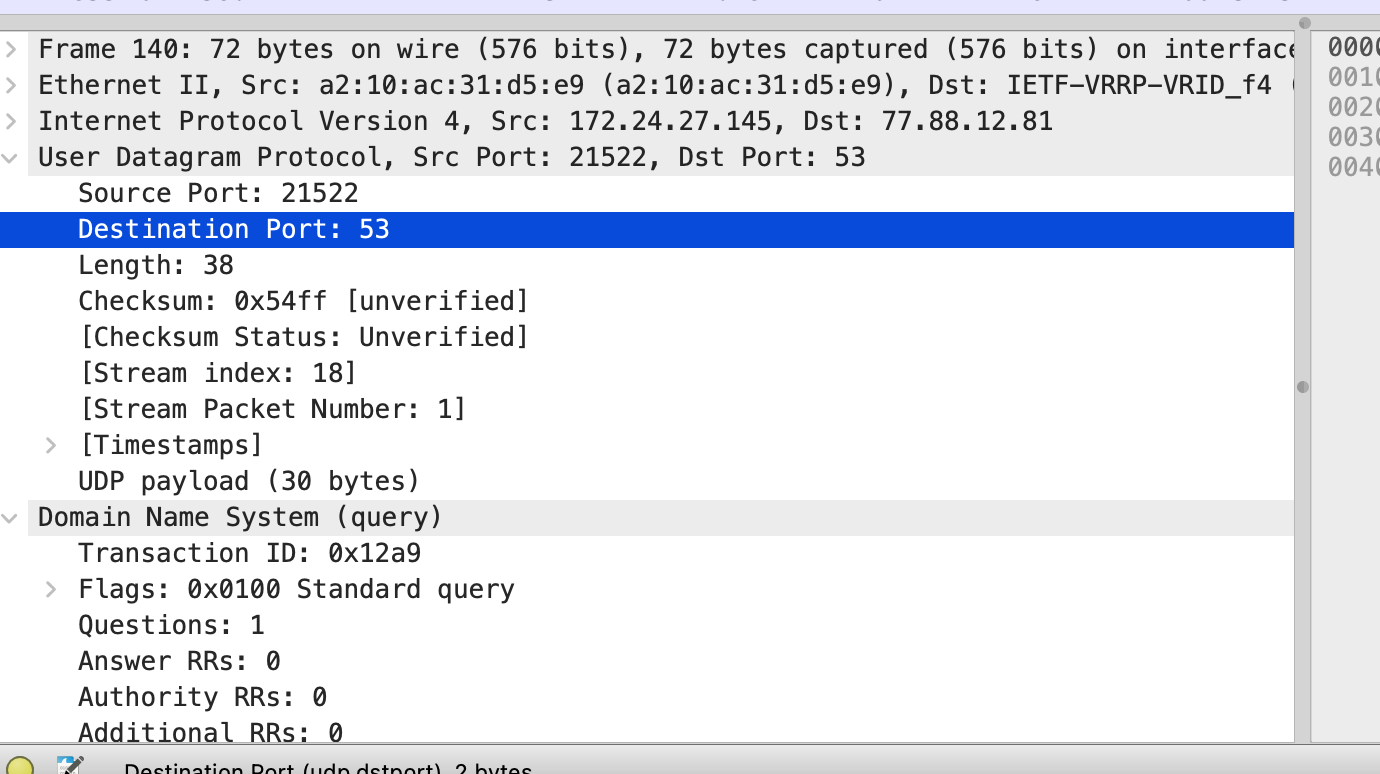 Frame 140: 72 bytes on wire (576 bits), 72 bytes captured (576 bits) on interface
Ethernet II, Src: a2:10:ac:31:d5:e9 (a2:10:ac:31:d5:e9), Dst: IETF-VRRP-VRID_f4 (
Internet Protocol Version 4, Src: 172.24.27.145, Dst: 77.88.12.81
User Datagram Protocol, Src Port: 21522, Dst Port: 53
Source Port: 21522
Destination Port: 53
Length: 38
Checksum: 0x54ff [unverified]
[Checksum Status: Unverified]
[Stream index: 18]
[Stream Packet Number: 1]
[Timestamps]
UDP payload (30 bytes)
Domain Name System (query)
Transaction ID: 0x12a9
Flags: 0x0100 Standard query
Questions: 1
Answer RRs: 0
Authority RRs: 0
Additional RRs: 0
0000
0010
0020
0030
0040
Destination Port (udp.dstport), 2 bytes